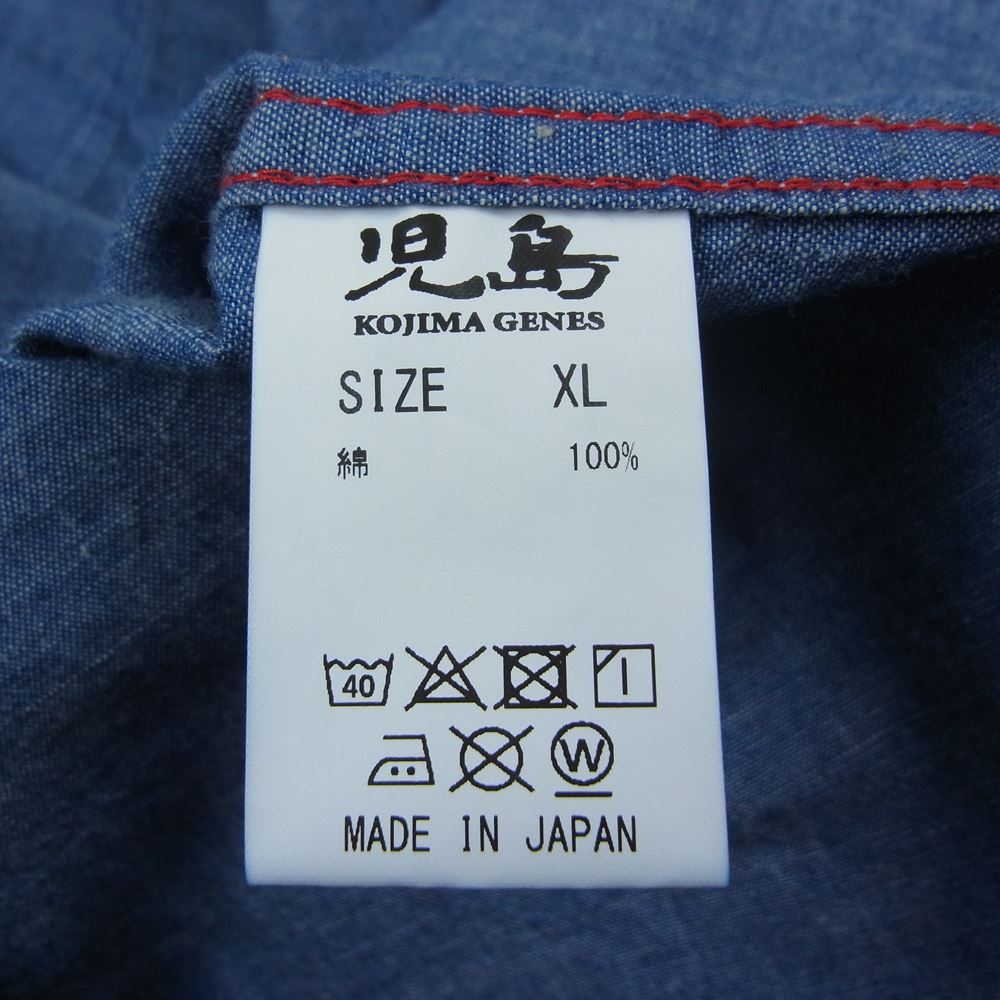 児島
KOJIMA GENES
SIZE XL
綿 100%
40
W
MADE IN JAPAN